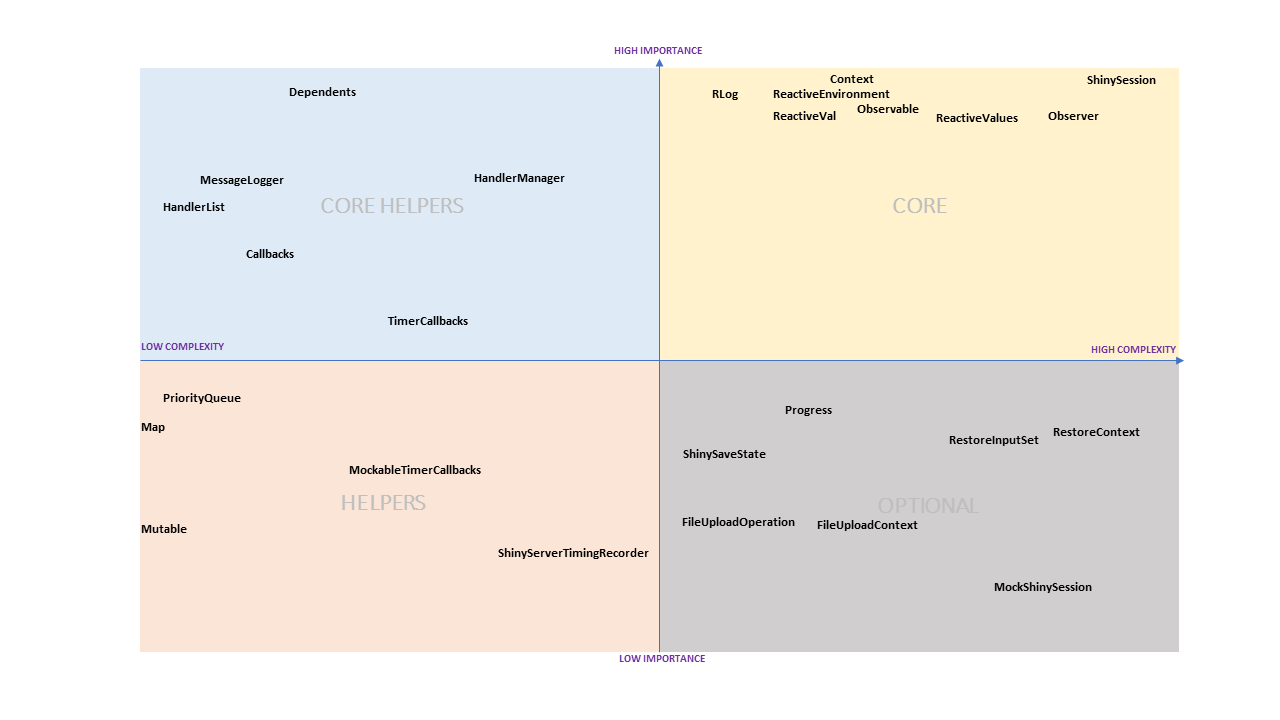 HIGH IMPORTANCE
Context
ShinySession
Dependents
RLog
ReactiveEnvironment
Observable
ReactiveVal
ReactiveValues
Observer
MessageLogger
HandlerManager
HandlerList
CORE HELPERS
CORE
Callbacks
TimerCallbacks
LOW COMPLEXITY
HIGH COMPLEXITY
PriorityQueue
Progress
Map
RestoreInputSet
RestoreContext
ShinySaveState
MockableTimerCallbacks
HELPERS
OPTIONAL
Mutable
FileUploadOperation
FileUploadContext
ShinyServerTimingRecorder
MockShinySession
LOW IMPORTANCE